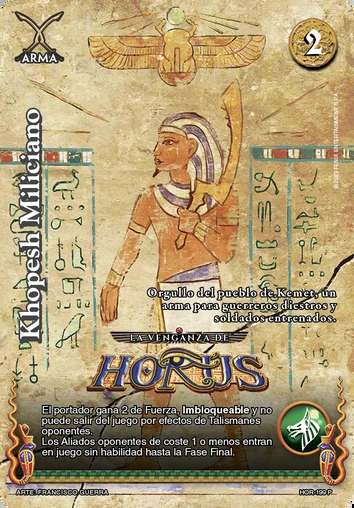 ARMA
2
Khopesh Miliciano
Orgullo del pueblo de Kemet, un
arma para guerreros diestros y
soldados entrenados.
LA VENGANZA DE
HORUS
El portador gana 2 de Fuerza, Imbloqueable y no
puede salir del juego por efectos de Talismanes
oponentes.
Los Aliados oponentes de coste 1 o menos entran
en juego sin habilidad hasta la Fase Final.
ARTE: FRANCISCO GUERRA
HOR-199 P